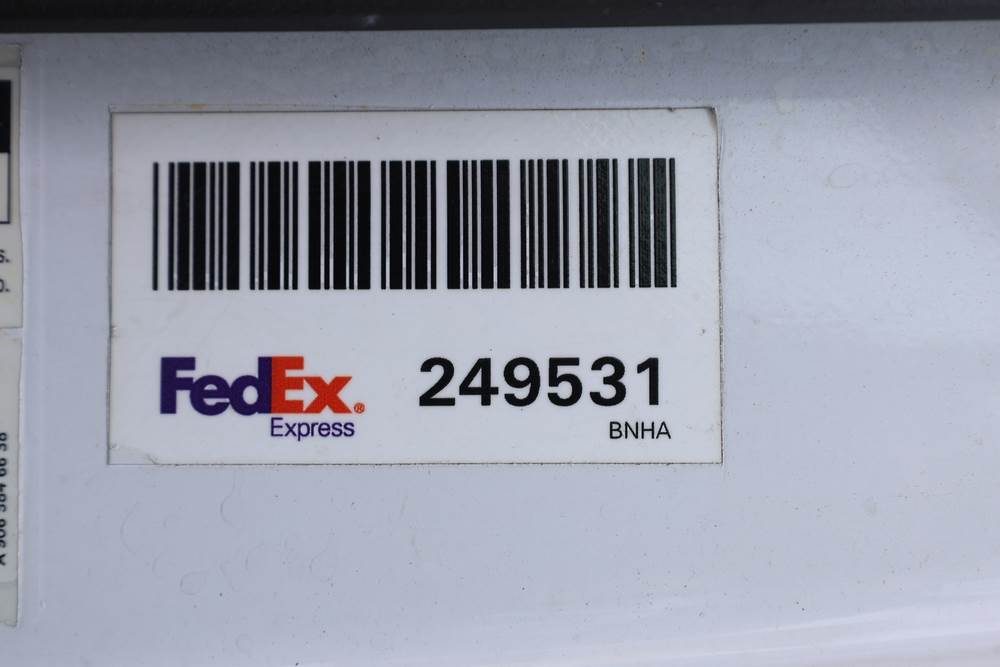 FedEx®
Express
249531
BNHA